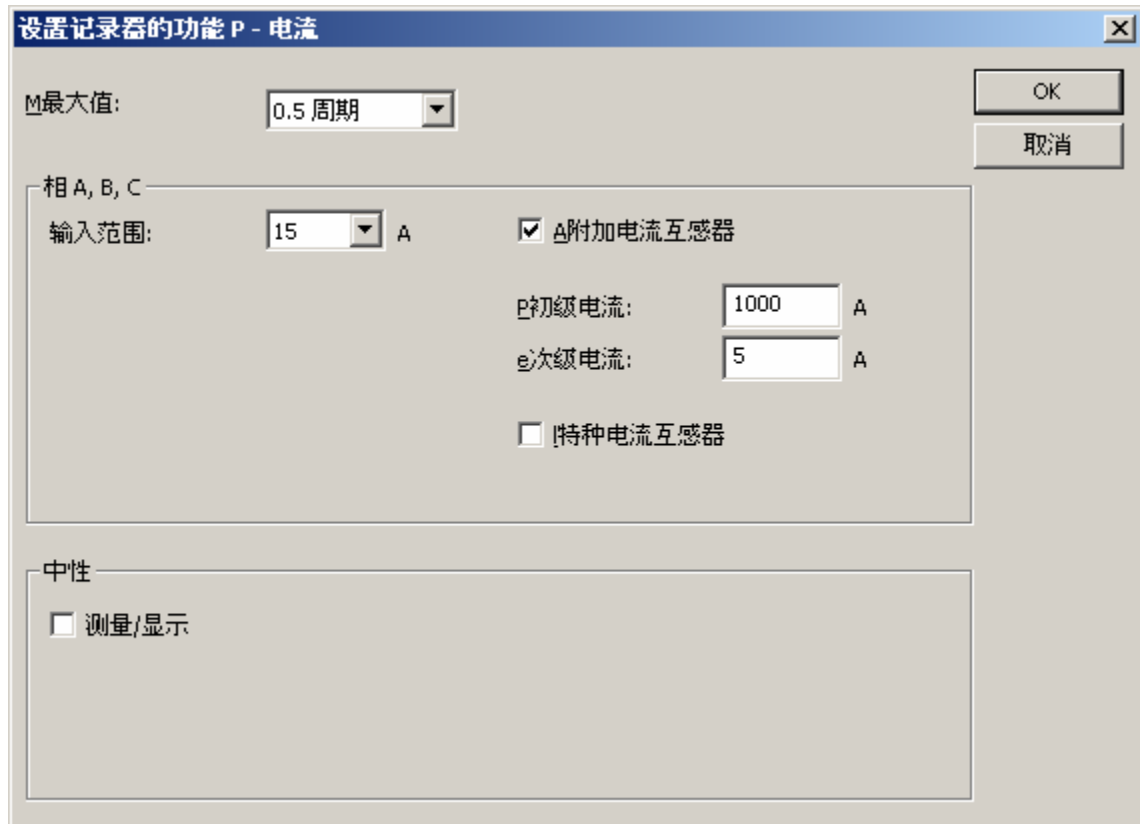 设置记录器的功能 P - 电流
M最大值:
0.5 周期
OK
取消
相 A, B, C
输入范围:
15
A
A附加电流互感器
P初级电流:
1000
A
e次级电流:
5
A
I特种电流互感器
中性
测量/显示